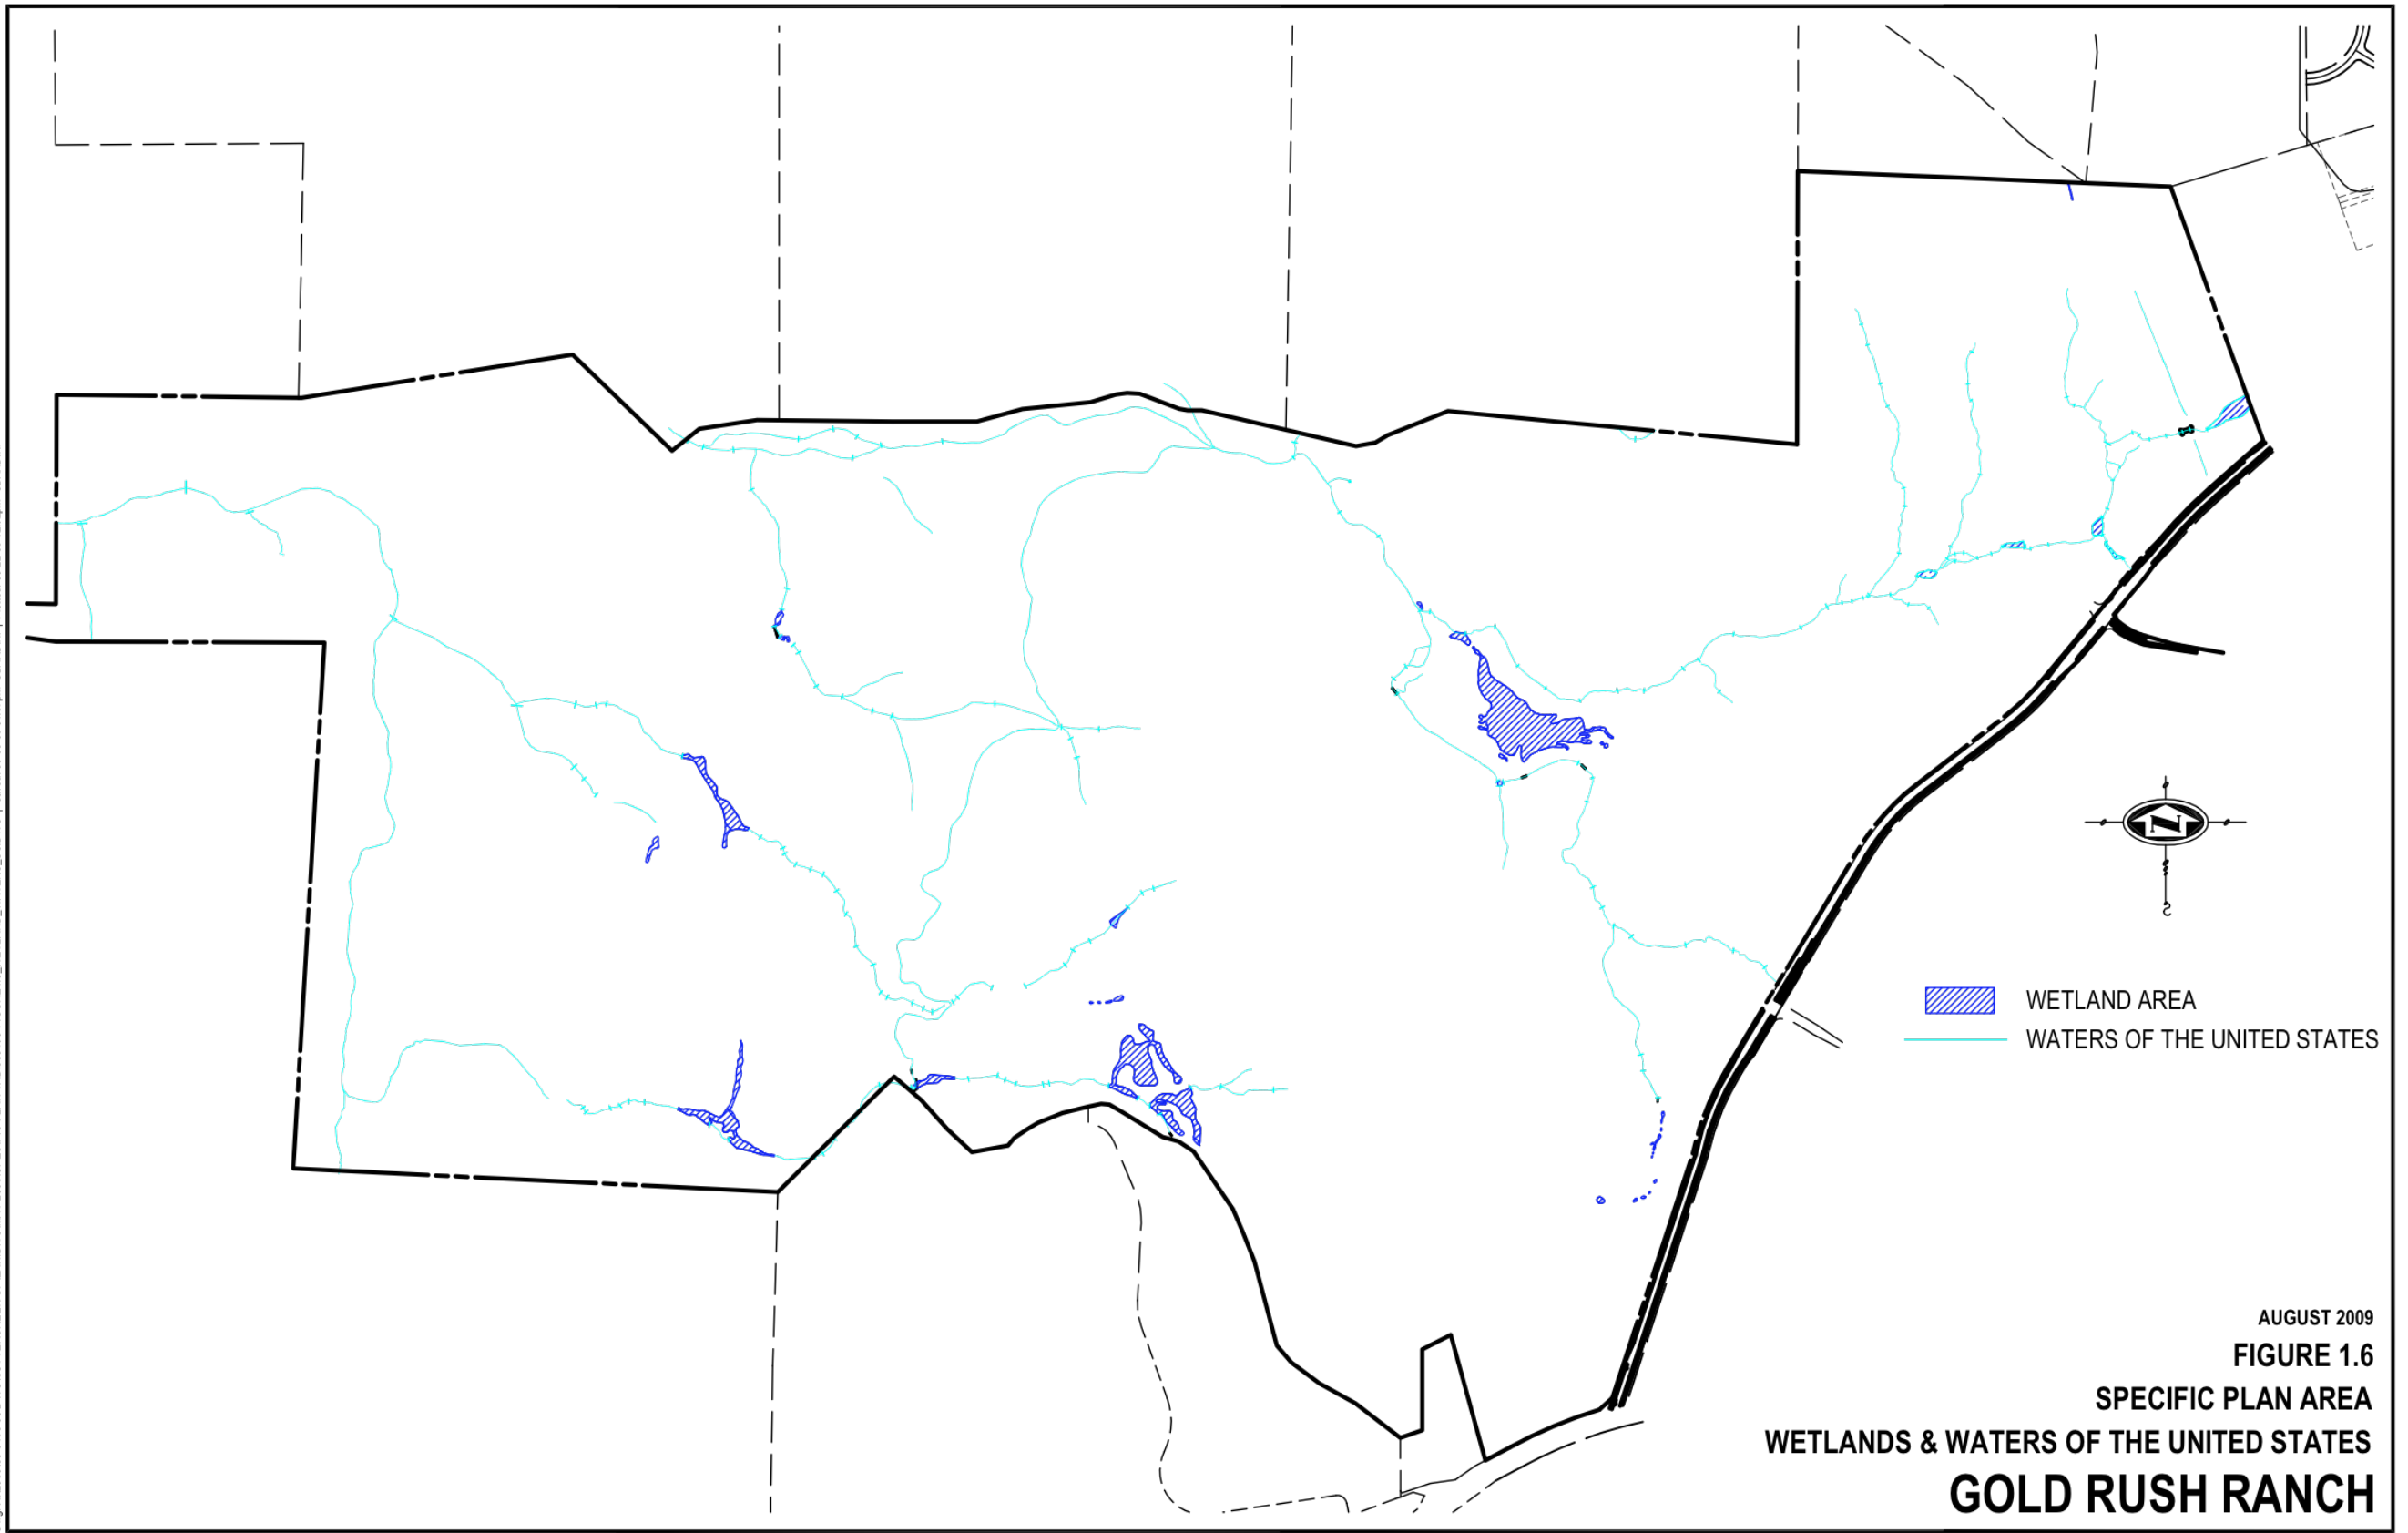 N
S
WETLAND AREA
WATERS OF THE UNITED STATES
AUGUST 2009
FIGURE 1.6
SPECIFIC PLAN AREA
WETLANDS & WATERS OF THE UNITED STATES
GOLD RUSH RANCH